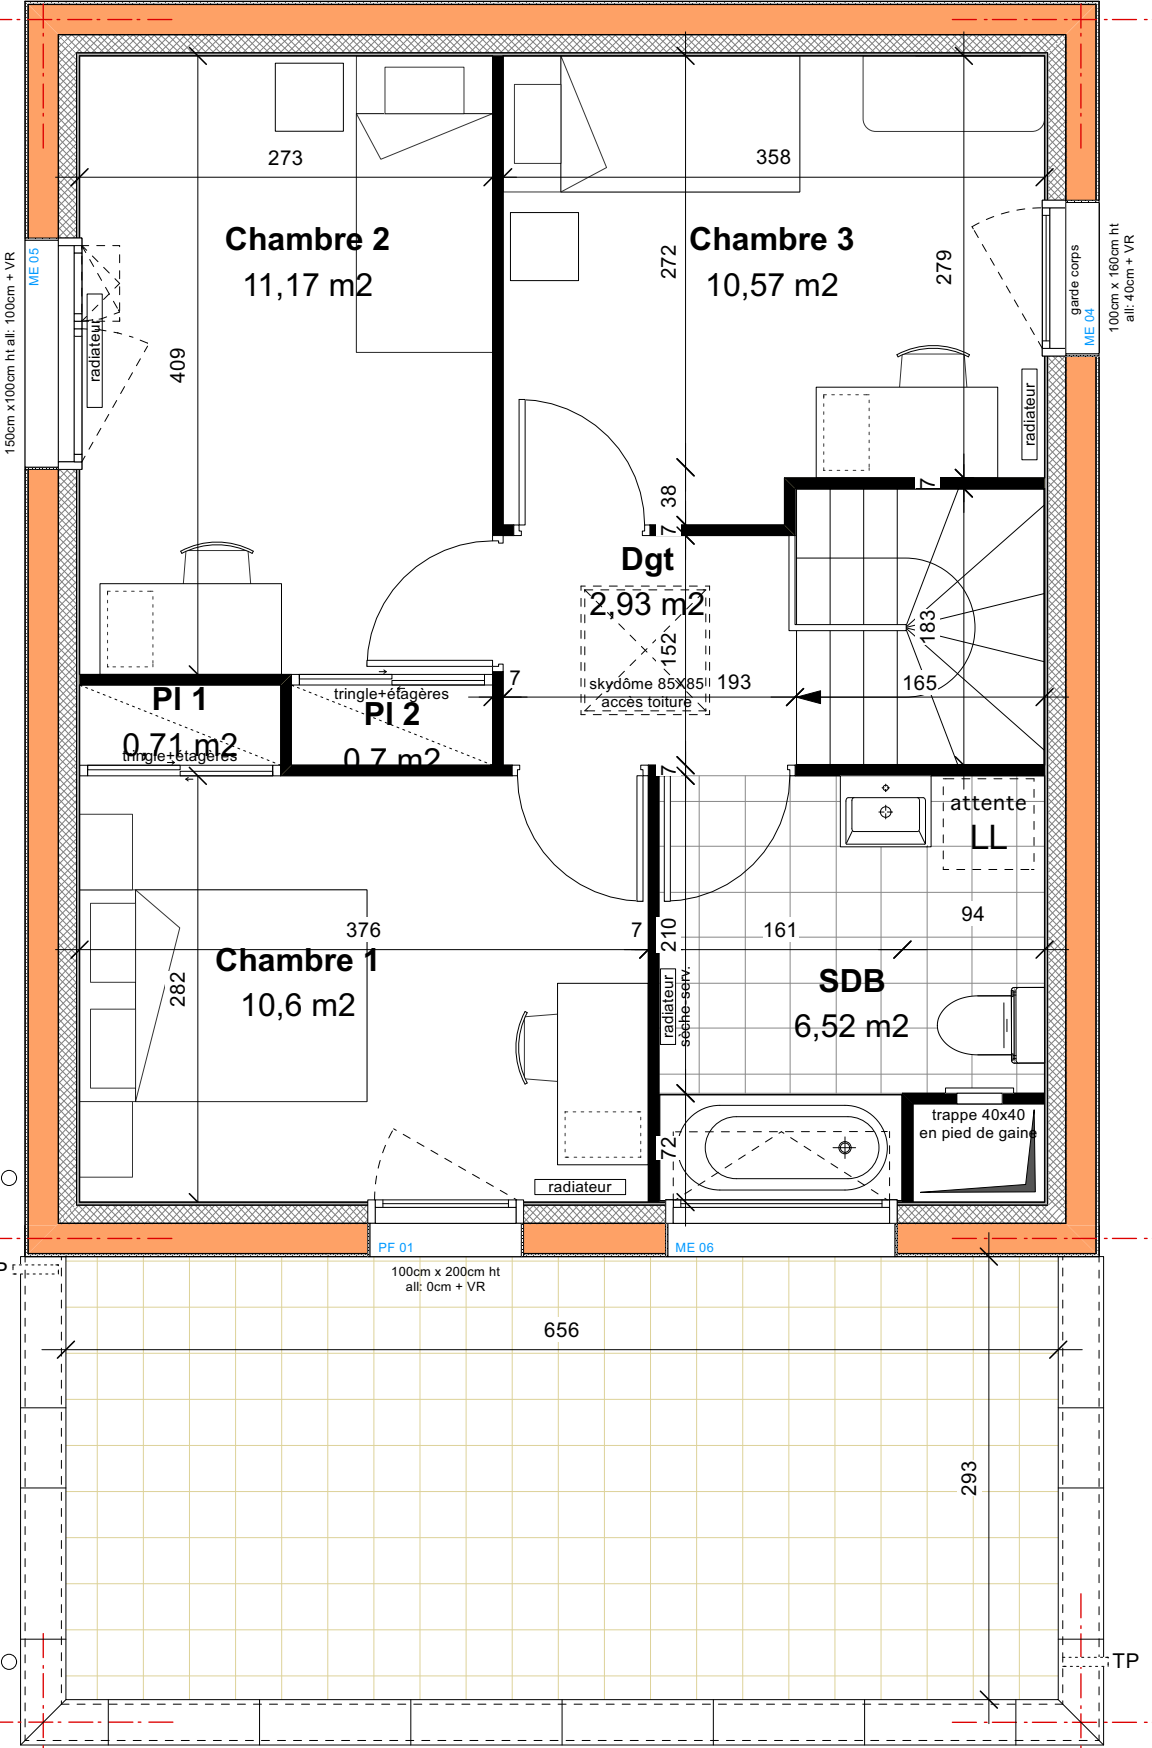 273
358
Chambre 2
11,17 m2
Chambre 3
10,57 m2
272
279
garde corps
ME 04
100cm x 160cm ht
all: 40cm + VR
ME 05
150cm x100cm ht all: 100cm + VR
radiateur
409
radiateur
7
38
7
Dgt
2,93 m2
152
183
skydôme 85X85
accès toiture
7
193
165
Pl 1
0,71 m2
tringle+étagères
tringle+étagères
Pl 2
0,7 m2
7
attente
LL
376
7
210
161
94
Chambre 1
10,6 m2
282
radiateur
sèche-serv.
SDB
6,52 m2
72
trappe 40x40
en pied de gaine
radiateur
PF 01
ME 06
100cm x 200cm ht
all: 0cm + VR
P
656
293
TP